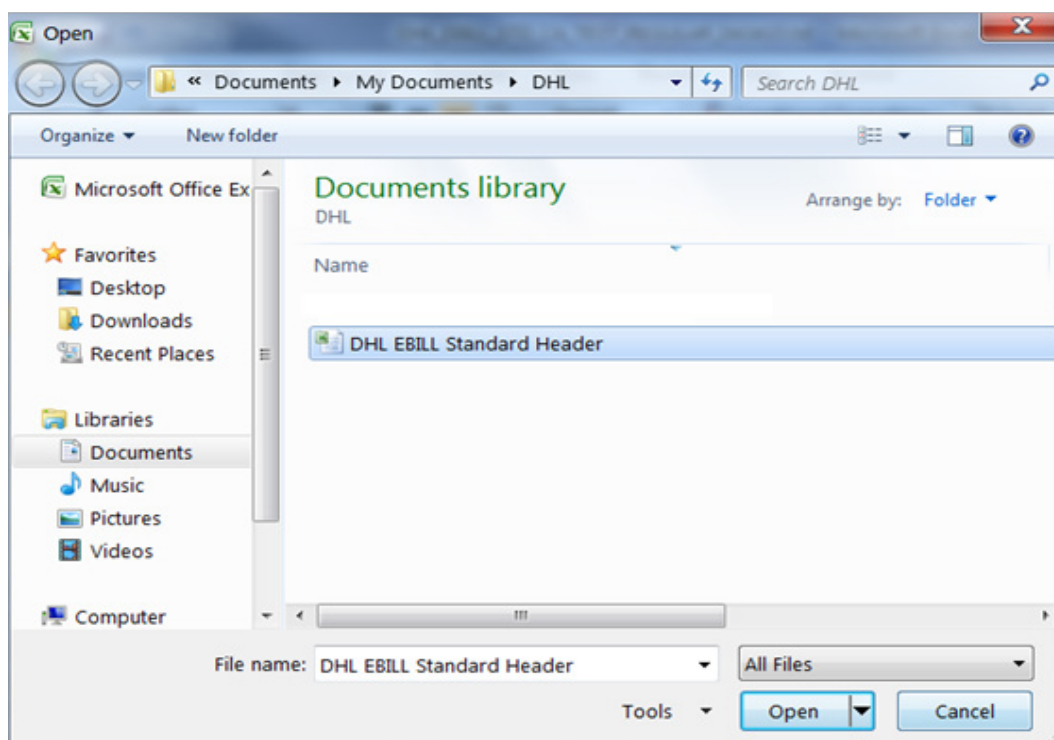 Open
« Documents ▸ My Documents ▸ DHL
Search DHL
Organize
New folder
Microsoft Office Ex
Favorites
Desktop
Downloads
Recent Places
Libraries
Documents
Music
Pictures
Videos
Computer
Documents library
DHL
Arrange by: Folder
Name
DHL EBILL Standard Header
File name: DHL EBILL Standard Header
All Files
Tools
Open
Cancel